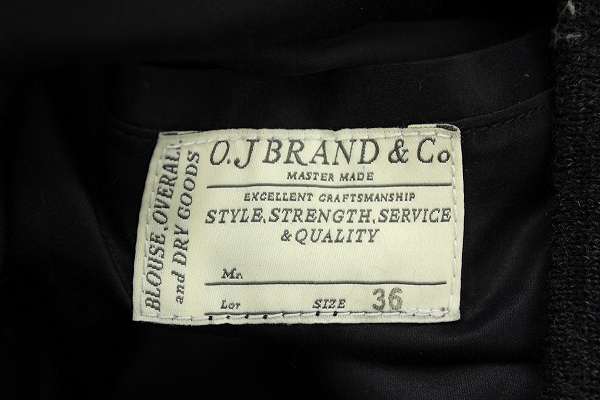 O.J BRAND & Co
MASTER MADE
EXCELLENT CRAFTSMANSHIP
STYLE, STRENGTH, SERVICE
& QUALITY
Mr.
Lot SIZE 36
BLOUSE, OVERALL
and DRY GOODS